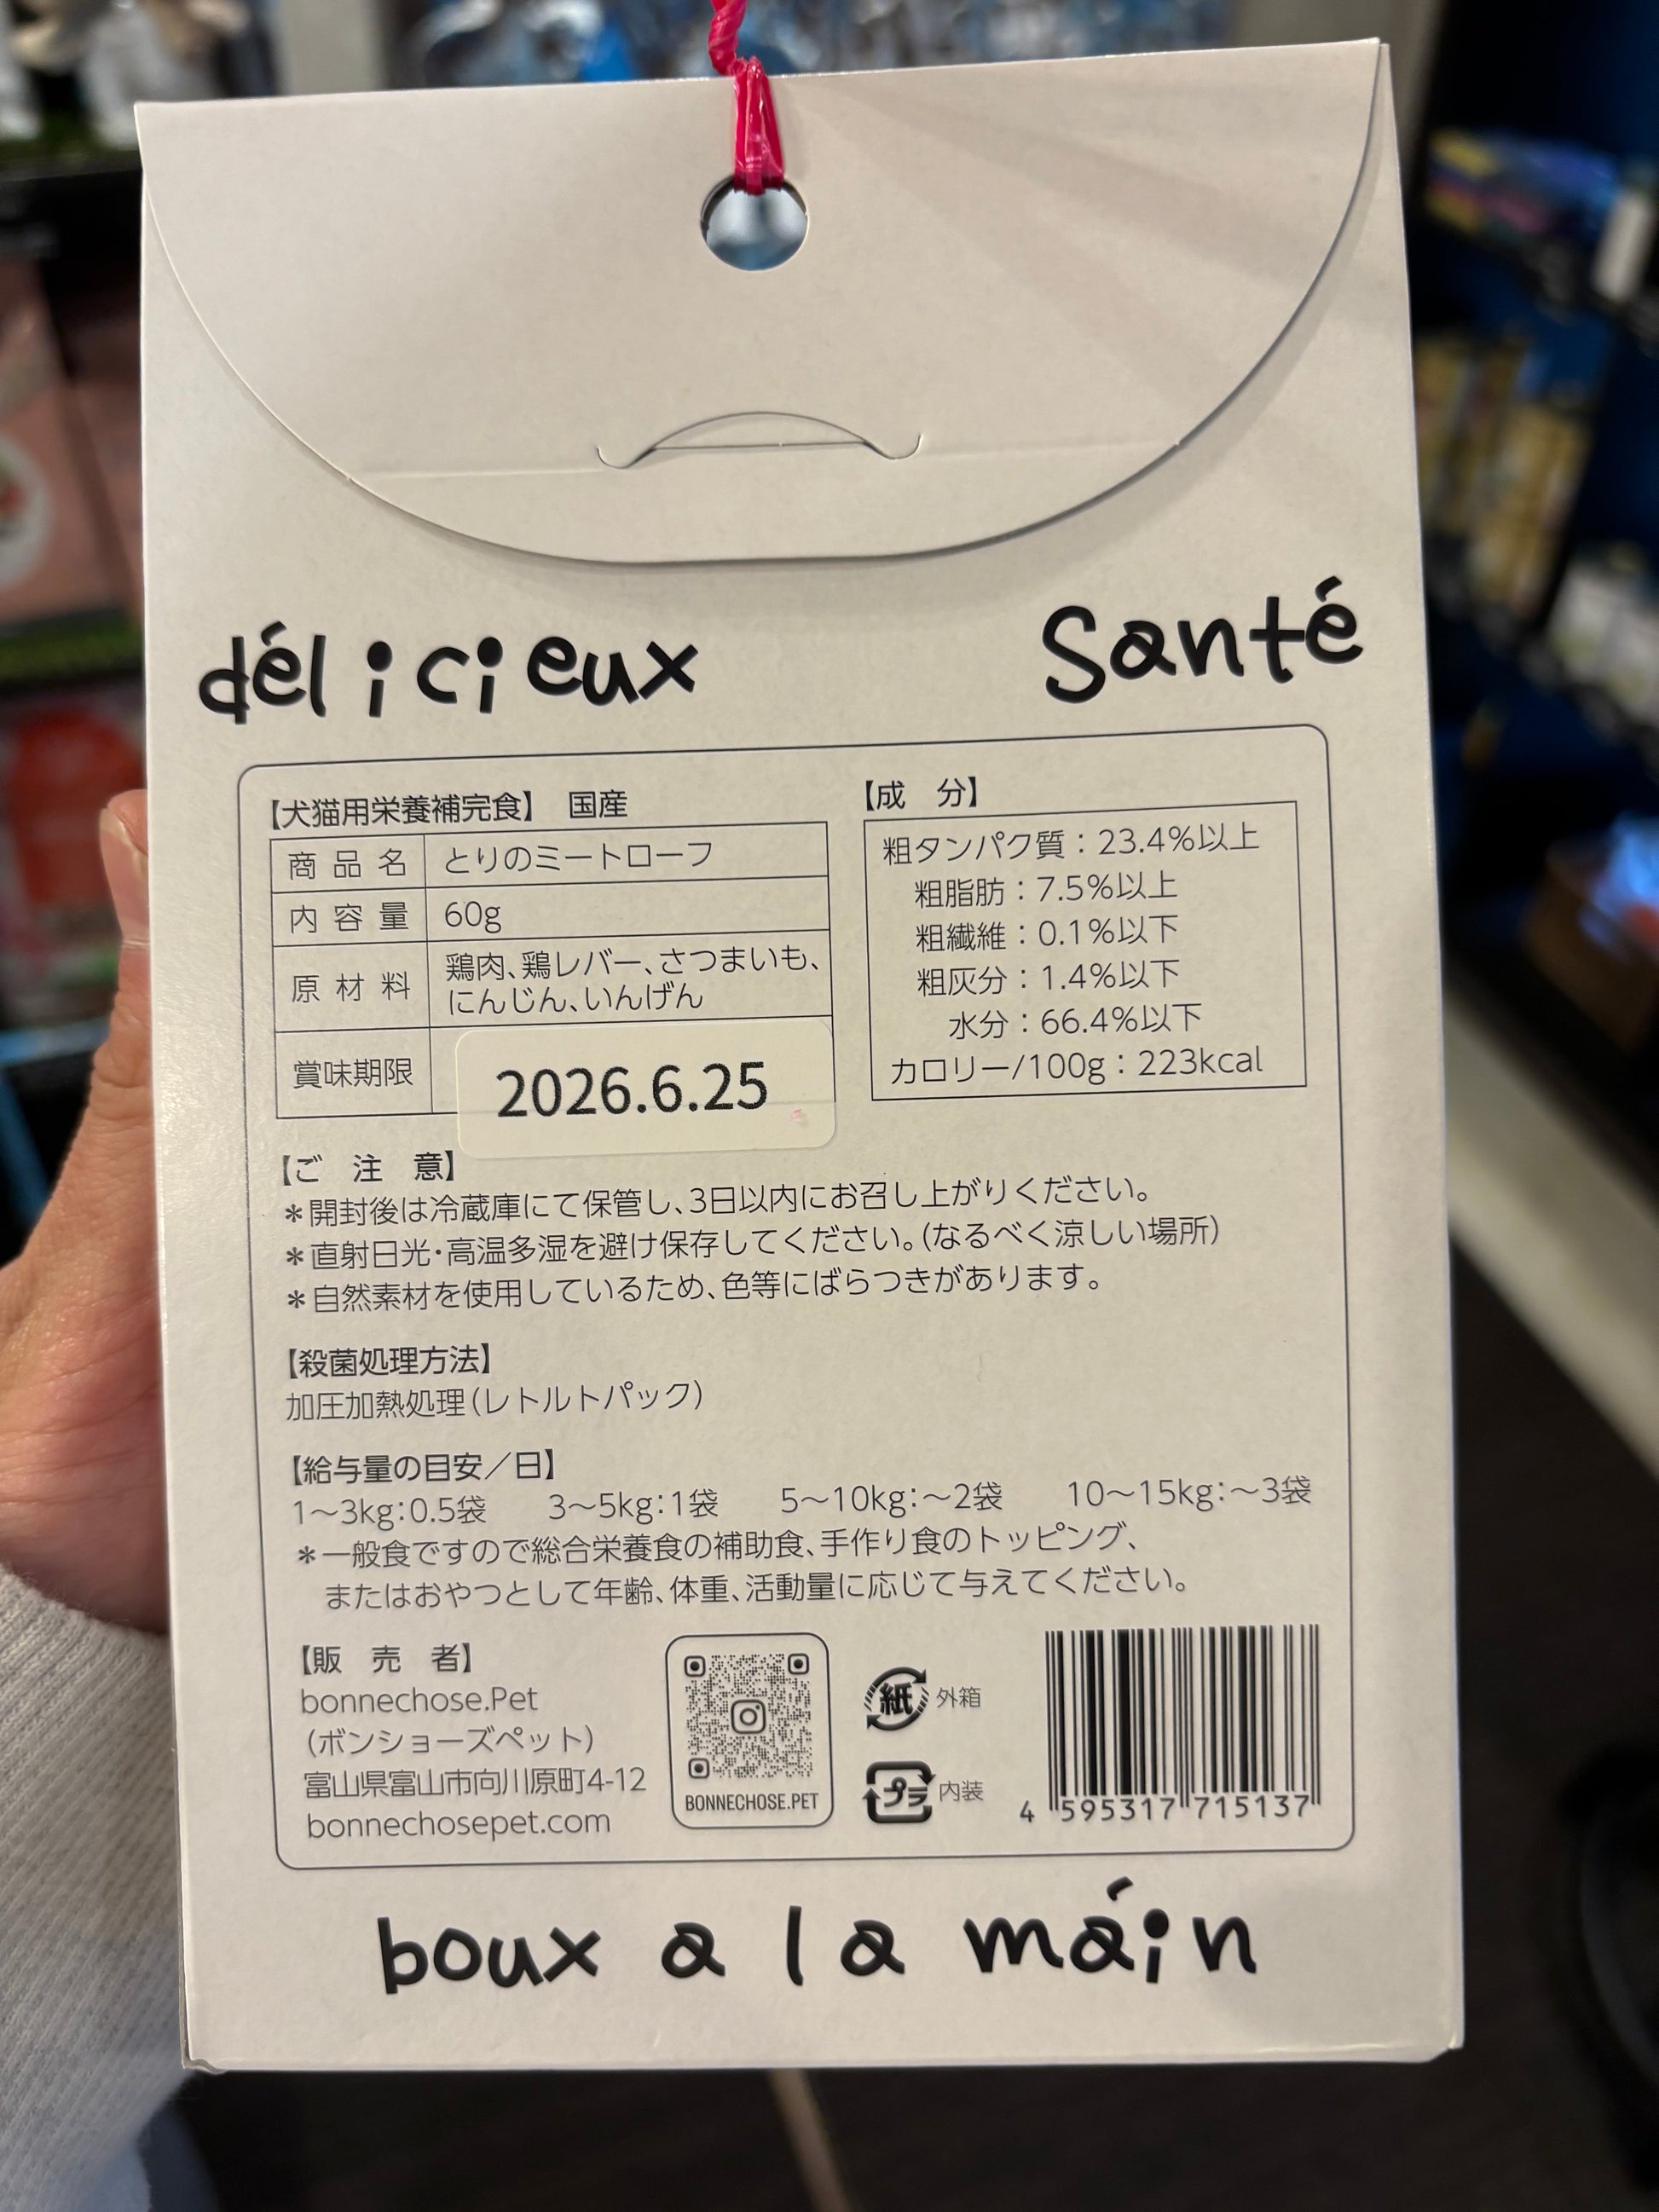 délicieux
Santé
【犬猫用栄養補完食】 国産
商品名 とりのミートローフ
内容量 60g
原材料 鶏肉、鶏レバー、さつまいも、
にんじん、いんげん
賞味期限 2026.6.25
【成 分】
粗タンパク質：23.4%以上
粗脂肪：7.5%以上
粗繊維：0.1%以下
粗灰分：1.4%以下
水分：66.4%以下
カロリー/100g：223kcal
【ご 注 意】
＊開封後は冷蔵庫にて保管し、3日以内にお召し上がりください。
＊直射日光・高温多湿を避け保存してください。(なるべく涼しい場所)
＊自然素材を使用しているため、色等にばらつきがあります。
【殺菌処理方法】
加圧加熱処理(レトルトパック)
【給与量の目安／日】
1〜3kg：0.5袋 3〜5kg：1袋 5〜10kg：〜2袋 10〜15kg：〜3袋
＊一般食ですので総合栄養食の補助食、手作り食のトッピング、
またはおやつとして年齢、体重、活動量に応じて与えてください。
【販 売 者】
bonnechose.Pet
(ボンショーズペット)
富山県富山市向川原町4-12
bonnechosepet.com
BONNECHOSE.PET
紙 外箱
プラ 内装
4 595317 715137
boux a la máin